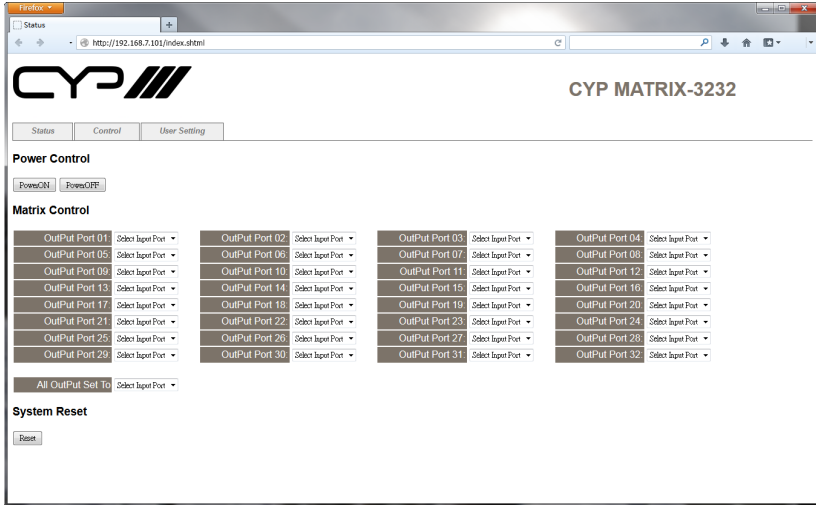 Firefox
Status
+
http://192.168.7.101/index.shtml
CYP
CYP MATRIX-3232
Status Control User Setting
Power Control
PowerON PowerOFF
Matrix Control
OutPut Port 01: Select Input Port OutPut Port 02: Select Input Port OutPut Port 03: Select Input Port OutPut Port 04: Select Input Port
OutPut Port 05: Select Input Port OutPut Port 06: Select Input Port OutPut Port 07: Select Input Port OutPut Port 08: Select Input Port
OutPut Port 09: Select Input Port OutPut Port 10: Select Input Port OutPut Port 11: Select Input Port OutPut Port 12: Select Input Port
OutPut Port 13: Select Input Port OutPut Port 14: Select Input Port OutPut Port 15: Select Input Port OutPut Port 16: Select Input Port
OutPut Port 17: Select Input Port OutPut Port 18: Select Input Port OutPut Port 19: Select Input Port OutPut Port 20: Select Input Port
OutPut Port 21: Select Input Port OutPut Port 22: Select Input Port OutPut Port 23: Select Input Port OutPut Port 24: Select Input Port
OutPut Port 25: Select Input Port OutPut Port 26: Select Input Port OutPut Port 27: Select Input Port OutPut Port 28: Select Input Port
OutPut Port 29: Select Input Port OutPut Port 30: Select Input Port OutPut Port 31: Select Input Port OutPut Port 32: Select Input Port
All OutPut Set To Select Input Port
System Reset
Reset